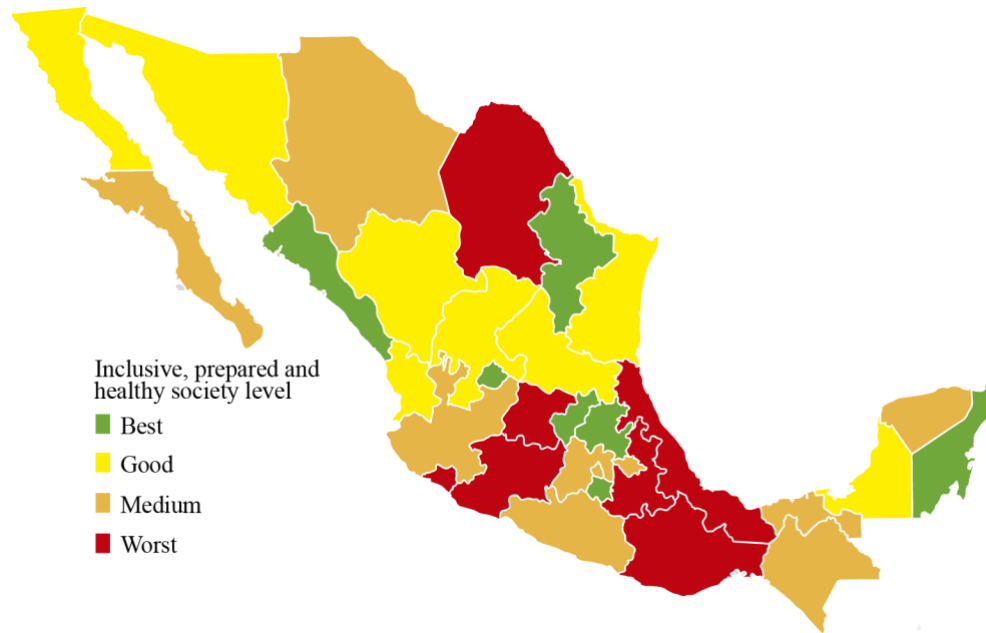 Inclusive, prepared and
healthy society level
Best
Good
Medium
Worst